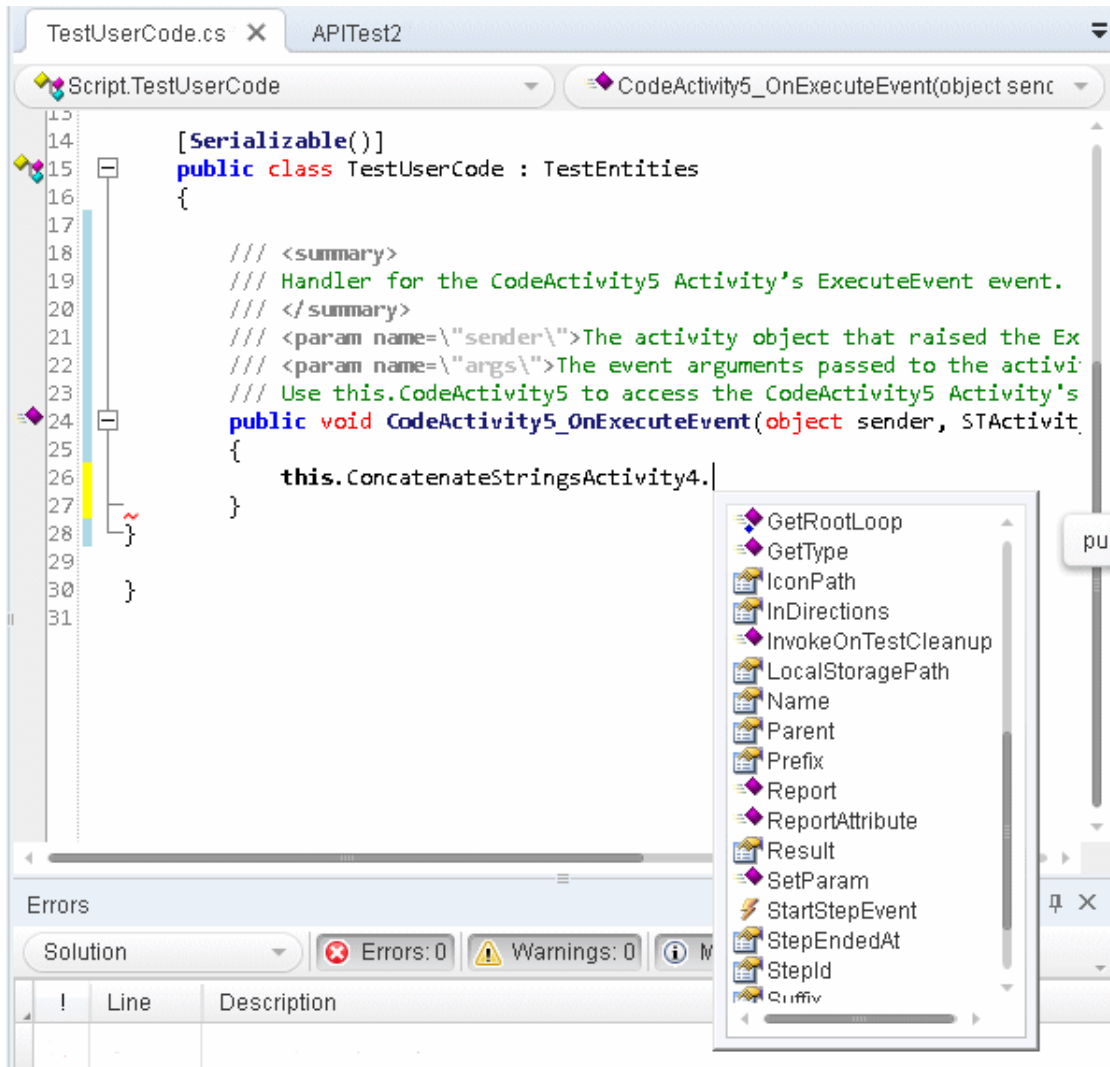 TestUserCode.cs
APITest2
Script.TestUserCode
CodeActivity5_OnExecuteEvent(object senc
13
14 [Serializable()]
15 public class TestUserCode : TestEntities
16 {
17
18 /// <summary>
19 /// Handler for the CodeActivity5 Activity’s ExecuteEvent event.
20 /// </summary>
21 /// <param name=\"sender\">The activity object that raised the Ex
22 /// <param name=\"args\">The event arguments passed to the activi
23 /// Use this.CodeActivity5 to access the CodeActivity5 Activity's
24 public void CodeActivity5_OnExecuteEvent(object sender, STActivit
25 {
26 this.ConcatenateStringsActivity4.
27 }
28 }
29
30 }
31
GetRootLoop
GetType
IconPath
InDirections
InvokeOnTestCleanup
LocalStoragePath
Name
Parent
Prefix
Report
ReportAttribute
Result
SetParam
StartStepEvent
StepEndedAt
StepId
Suffix
pu
Errors
Solution
Errors: 0
Warnings: 0
M
! Line Description